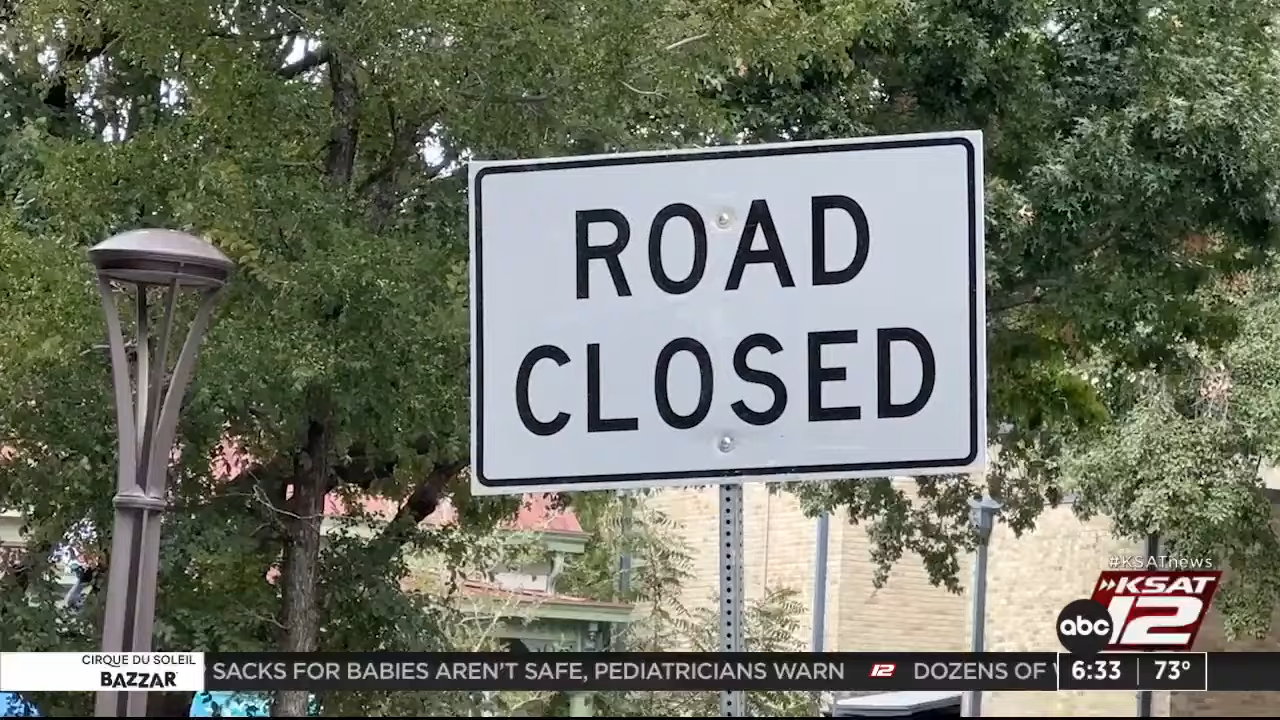 ROAD
CLOSED
#KSATnews
KSAT
12
abc
CIRQUE DU SOLEIL
BAZZAR
SACKS FOR BABIES AREN'T SAFE, PEDIATRICIANS WARN 12 DOZENS OF
6:33 73°